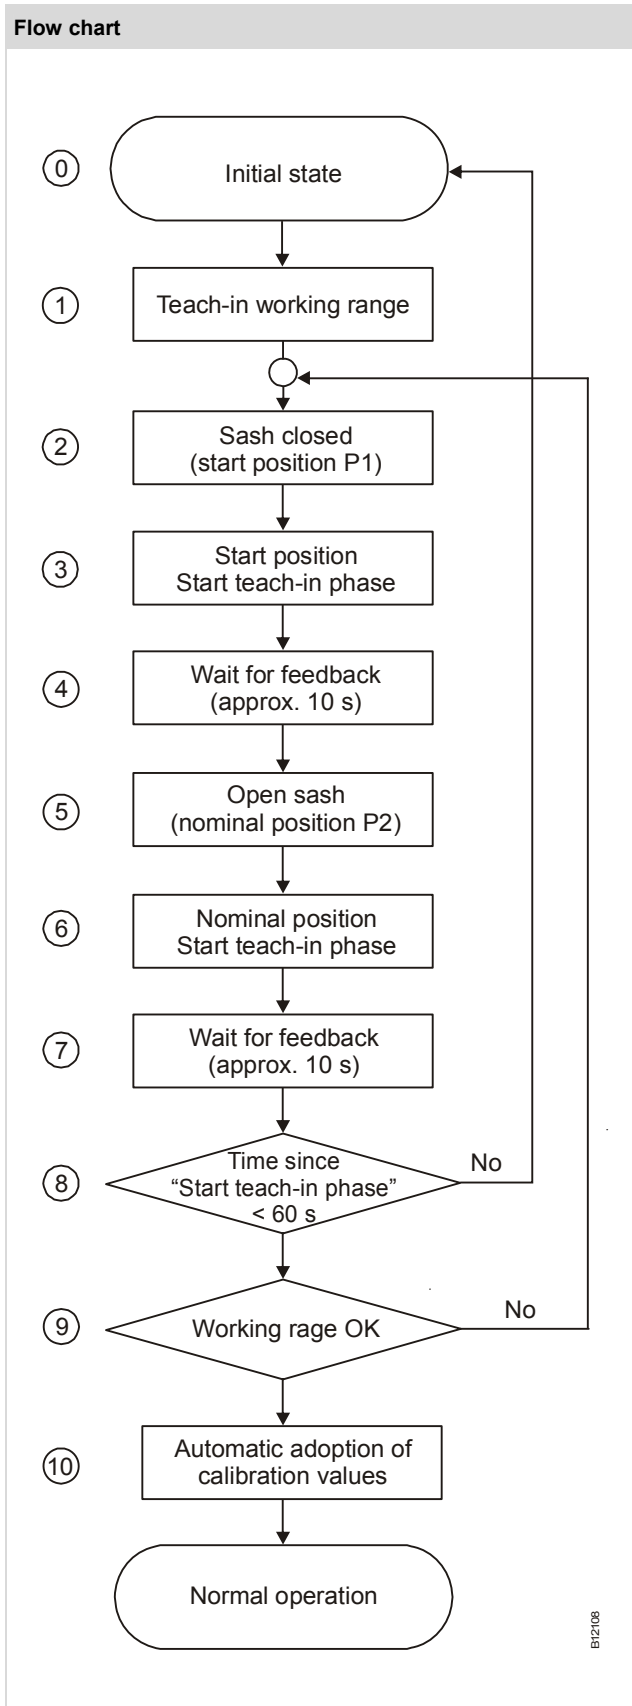 Flow chart
0
Initial state
1
Teach-in working range
2
Sash closed
(start position P1)
3
Start position
Start teach-in phase
4
Wait for feedback
(approx. 10 s)
5
Open sash
(nominal position P2)
6
Nominal position
Start teach-in phase
7
Wait for feedback
(approx. 10 s)
8
Time since
“Start teach-in phase”
< 60 s
No
9
Working rage OK
No
10
Automatic adoption of
calibration values
Normal operation
B12108